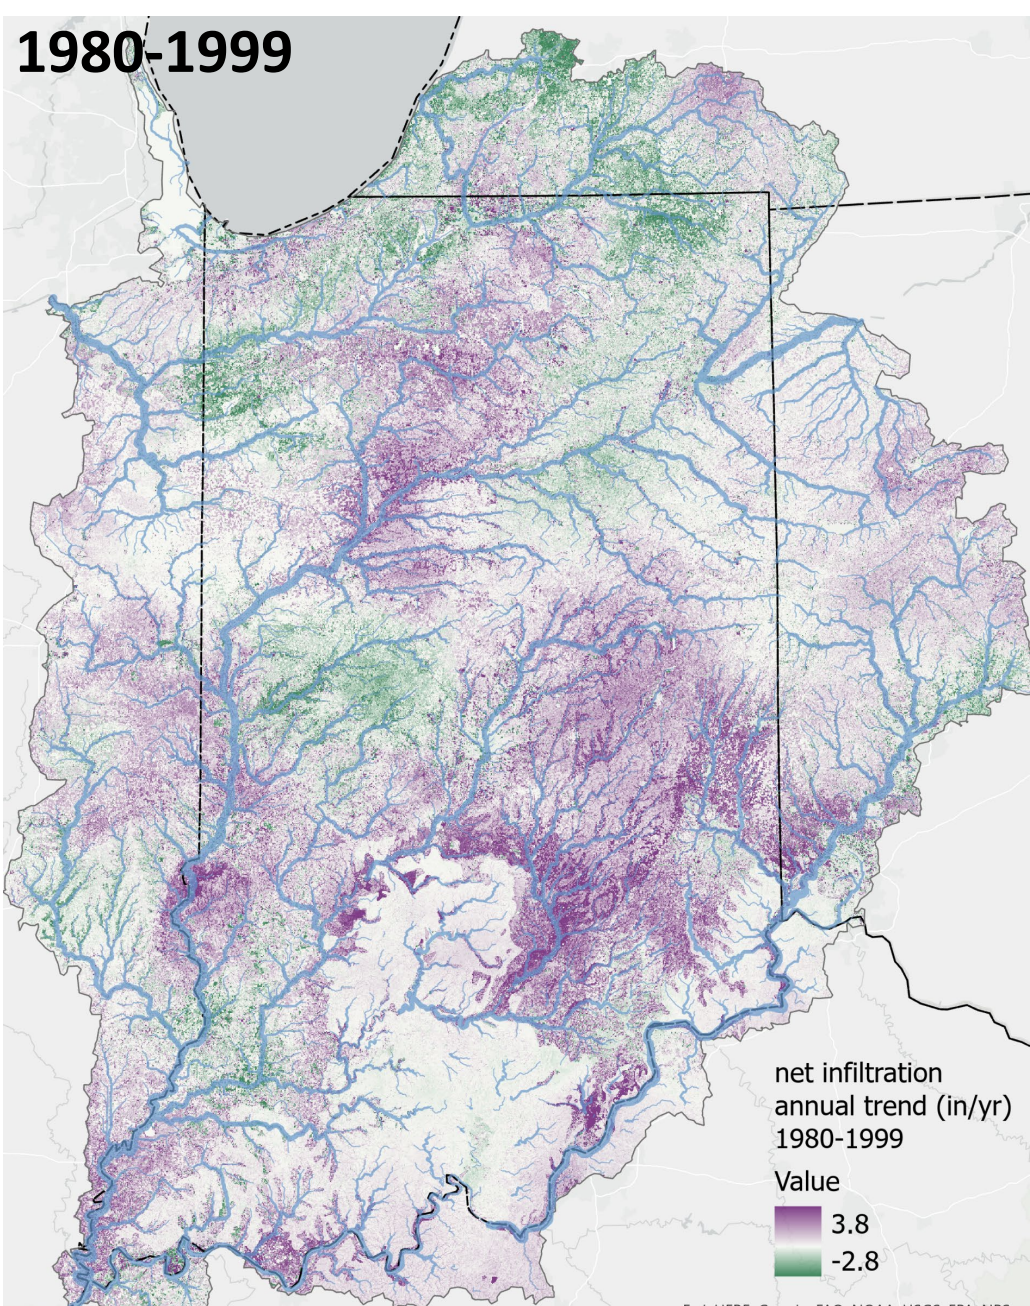 1980-1999
net infiltration
annual trend (in/yr)
1980-1999
Value
3.8
-2.8